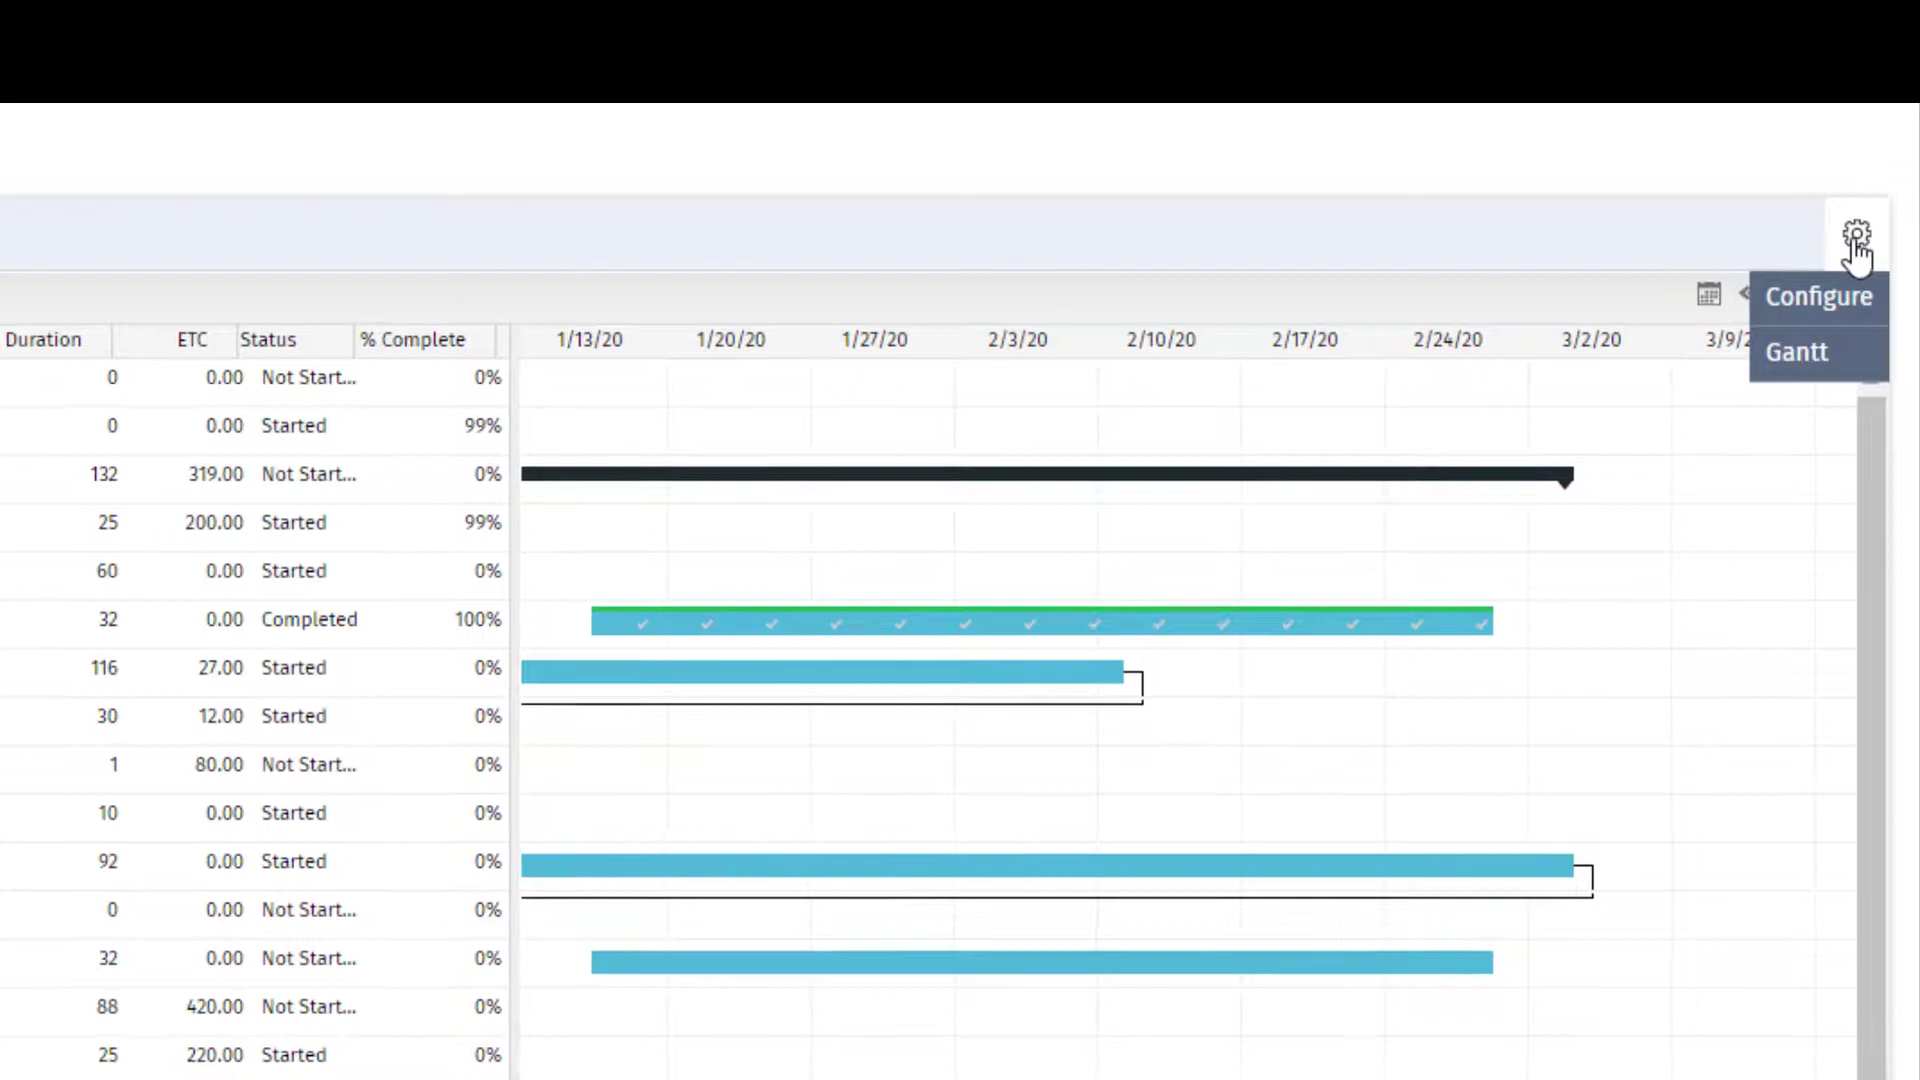 Configure
Gantt
Duration ETC Status % Complete 1/13/20 1/20/20 1/27/20 2/3/20 2/10/20 2/17/20 2/24/20 3/2/20 3/9/2
0 0.00 Not Start... 0%
0 0.00 Started 99%
132 319.00 Not Start... 0%
25 200.00 Started 99%
60 0.00 Started 0%
32 0.00 Completed 100%
116 27.00 Started 0%
30 12.00 Started 0%
1 80.00 Not Start... 0%
10 0.00 Started 0%
92 0.00 Started 0%
0 0.00 Not Start... 0%
32 0.00 Not Start... 0%
88 420.00 Not Start... 0%
25 220.00 Started 0%